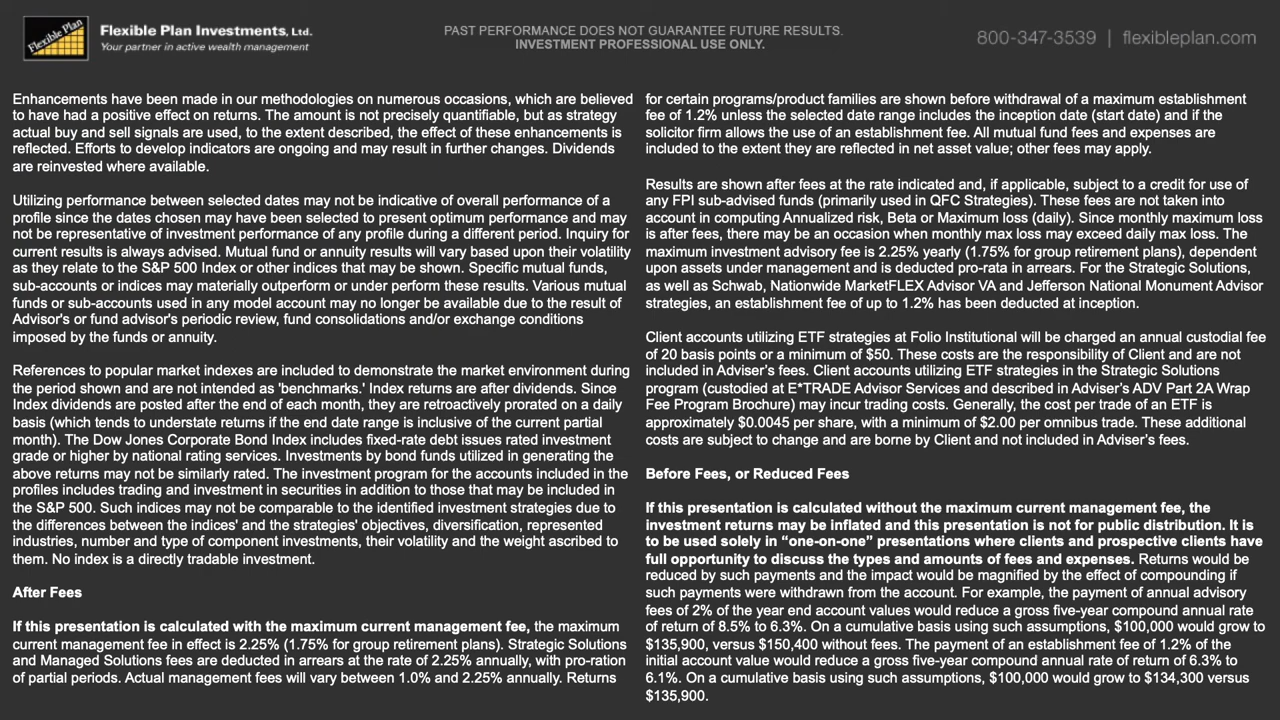 Flexible Plan
Flexible Plan Investments, Ltd.
Your partner in active wealth management
PAST PERFORMANCE DOES NOT GUARANTEE FUTURE RESULTS.
INVESTMENT PROFESSIONAL USE ONLY.
800-347-3539 | flexibleplan.com
Enhancements have been made in our methodologies on numerous occasions, which are believed
to have had a positive effect on returns. The amount is not precisely quantifiable, but as strategy
actual buy and sell signals are used, to the extent described, the effect of these enhancements is
reflected. Efforts to develop indicators are ongoing and may result in further changes. Dividends
are reinvested where available.
Utilizing performance between selected dates may not be indicative of overall performance of a
profile since the dates chosen may have been selected to present optimum performance and may
not be representative of investment performance of any profile during a different period. Inquiry for
current results is always advised. Mutual fund or annuity results will vary based upon their volatility
as they relate to the S&P 500 Index or other indices that may be shown. Specific mutual funds,
sub-accounts or indices may materially outperform or under perform these results. Various mutual
funds or sub-accounts used in any model account may no longer be available due to the result of
Advisor's or fund advisor's periodic review, fund consolidations and/or exchange conditions
imposed by the funds or annuity.
References to popular market indexes are included to demonstrate the market environment during
the period shown and are not intended as 'benchmarks.' Index returns are after dividends. Since
Index dividends are posted after the end of each month, they are retroactively prorated on a daily
basis (which tends to understate returns if the end date range is inclusive of the current partial
month). The Dow Jones Corporate Bond Index includes fixed-rate debt issues rated investment
grade or higher by national rating services. Investments by bond funds utilized in generating the
above returns may not be similarly rated. The investment program for the accounts included in the
profiles includes trading and investment in securities in addition to those that may be included in
the S&P 500. Such indices may not be comparable to the identified investment strategies due to
the differences between the indices' and the strategies' objectives, diversification, represented
industries, number and type of component investments, their volatility and the weight ascribed to
them. No index is a directly tradable investment.
After Fees
If this presentation is calculated with the maximum current management fee, the maximum
current management fee in effect is 2.25% (1.75% for group retirement plans). Strategic Solutions
and Managed Solutions fees are deducted in arrears at the rate of 2.25% annually, with pro-ration
of partial periods. Actual management fees will vary between 1.0% and 2.25% annually. Returns
for certain programs/product families are shown before withdrawal of a maximum establishment
fee of 1.2% unless the selected date range includes the inception date (start date) and if the
solicitor firm allows the use of an establishment fee. All mutual fund fees and expenses are
included to the extent they are reflected in net asset value; other fees may apply.
Results are shown after fees at the rate indicated and, if applicable, subject to a credit for use of
any FPI sub-advised funds (primarily used in QFC Strategies). These fees are not taken into
account in computing Annualized risk, Beta or Maximum loss (daily). Since monthly maximum loss
is after fees, there may be an occasion when monthly max loss may exceed daily max loss. The
maximum investment advisory fee is 2.25% yearly (1.75% for group retirement plans), dependent
upon assets under management and is deducted pro-rata in arrears. For the Strategic Solutions,
as well as Schwab, Nationwide MarketFLEX Advisor VA and Jefferson National Monument Advisor
strategies, an establishment fee of up to 1.2% has been deducted at inception.
Client accounts utilizing ETF strategies at Folio Institutional will be charged an annual custodial fee
of 20 basis points or a minimum of $50. These costs are the responsibility of Client and are not
included in Adviser's fees. Client accounts utilizing ETF strategies in the Strategic Solutions
program (custodied at E*TRADE Advisor Services and described in Adviser's ADV Part 2A Wrap
Fee Program Brochure) may incur trading costs. Generally, the cost per trade of an ETF is
approximately $0.0045 per share, with a minimum of $2.00 per omnibus trade. These additional
costs are subject to change and are borne by Client and not included in Adviser's fees.
Before Fees, or Reduced Fees
If this presentation is calculated without the maximum current management fee, the
investment returns may be inflated and this presentation is not for public distribution. It is
to be used solely in “one-on-one” presentations where clients and prospective clients have
full opportunity to discuss the types and amounts of fees and expenses. Returns would be
reduced by such payments and the impact would be magnified by the effect of compounding if
such payments were withdrawn from the account. For example, the payment of annual advisory
fees of 2% of the year end account values would reduce a gross five-year compound annual rate
of return of 8.5% to 6.3%. On a cumulative basis using such assumptions, $100,000 would grow to
$135,900, versus $150,400 without fees. The payment of an establishment fee of 1.2% of the
initial account value would reduce a gross five-year compound annual rate of return of 6.3% to
6.1%. On a cumulative basis using such assumptions, $100,000 would grow to $134,300 versus
$135,900.